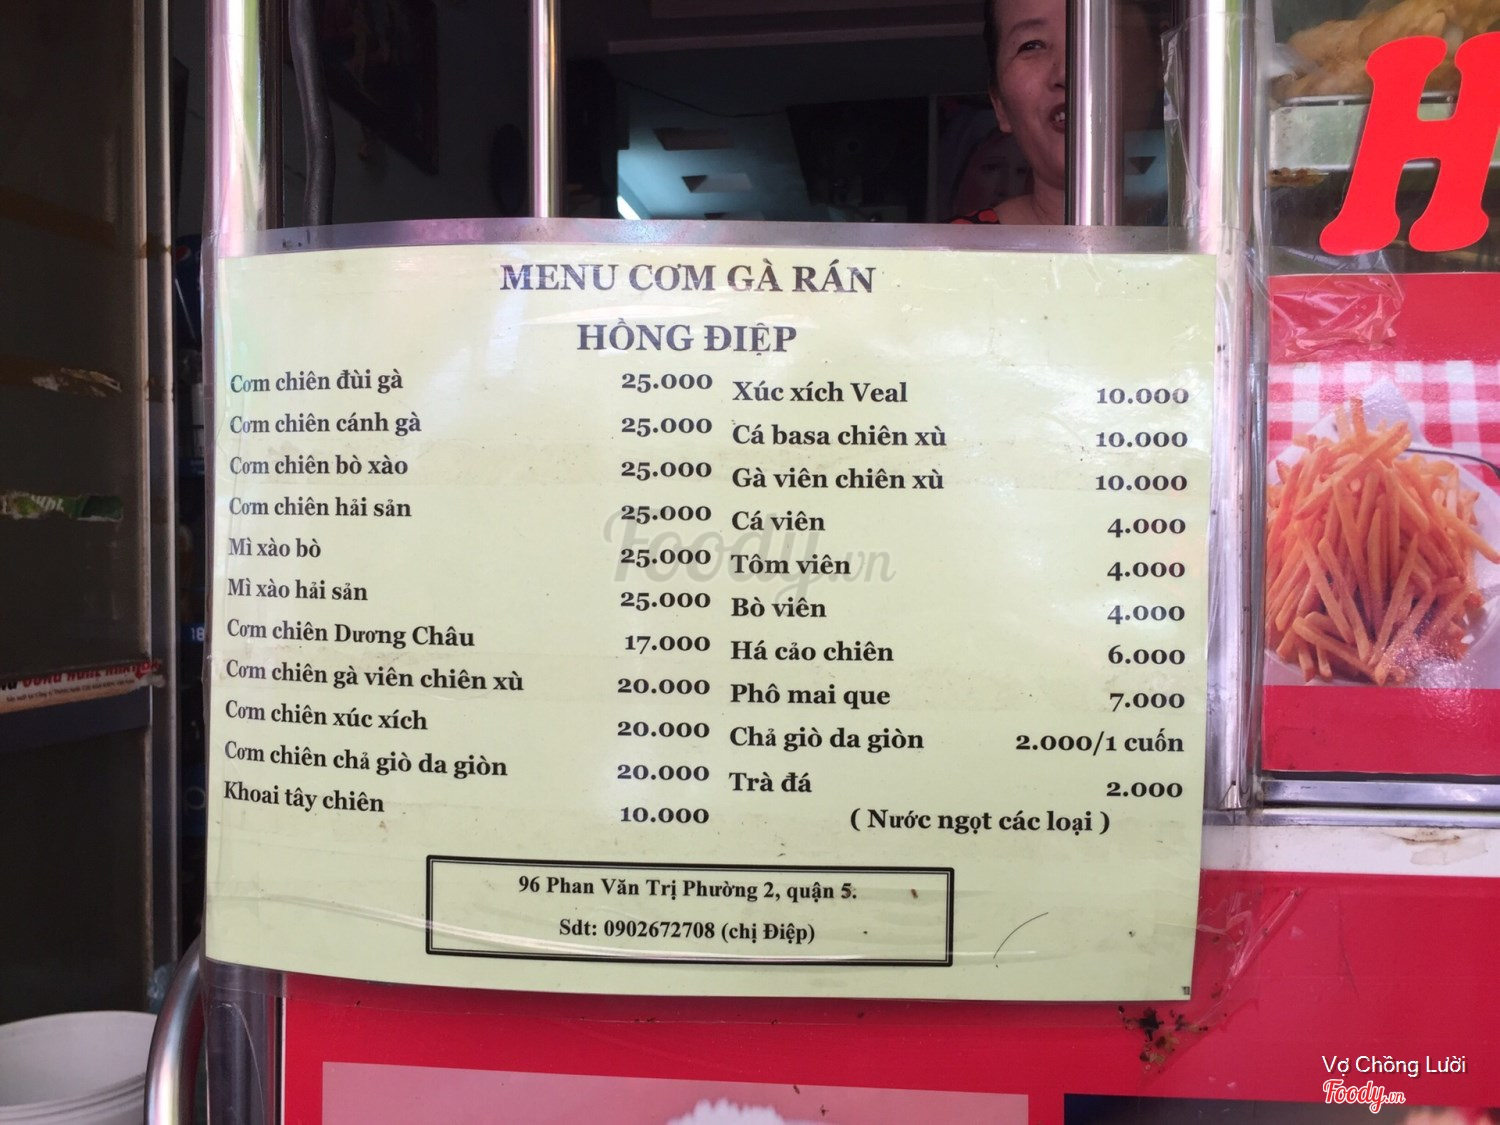 MENU CƠM GÀ RÁN
HỒNG ĐIỆP
Cơm chiên đùi gà 25.000
Cơm chiên cánh gà 25.000
Cơm chiên bò xào 25.000
Cơm chiên hải sản 25.000
Mì xào bò 25.000
Mì xào hải sản 25.000
Cơm chiên Dương Châu 17.000
Cơm chiên gà viên chiên xù 20.000
Cơm chiên xúc xích 20.000
Cơm chiên chả giò da giòn 20.000
Khoai tây chiên 10.000
Xúc xích Veal 10.000
Cá basa chiên xù 10.000
Gà viên chiên xù 10.000
Cá viên 4.000
Tôm viên 4.000
Bò viên 4.000
Há cảo chiên 6.000
Phô mai que 7.000
Chả giò da giòn 2.000/1 cuốn
Trà đá 2.000
( Nước ngọt các loại )
96 Phan Văn Trị Phường 2, quận 5.
Sdt: 0902672708 (chị Điệp)
H
Foody.vn
Vợ Chồng Lười
Foody.vn